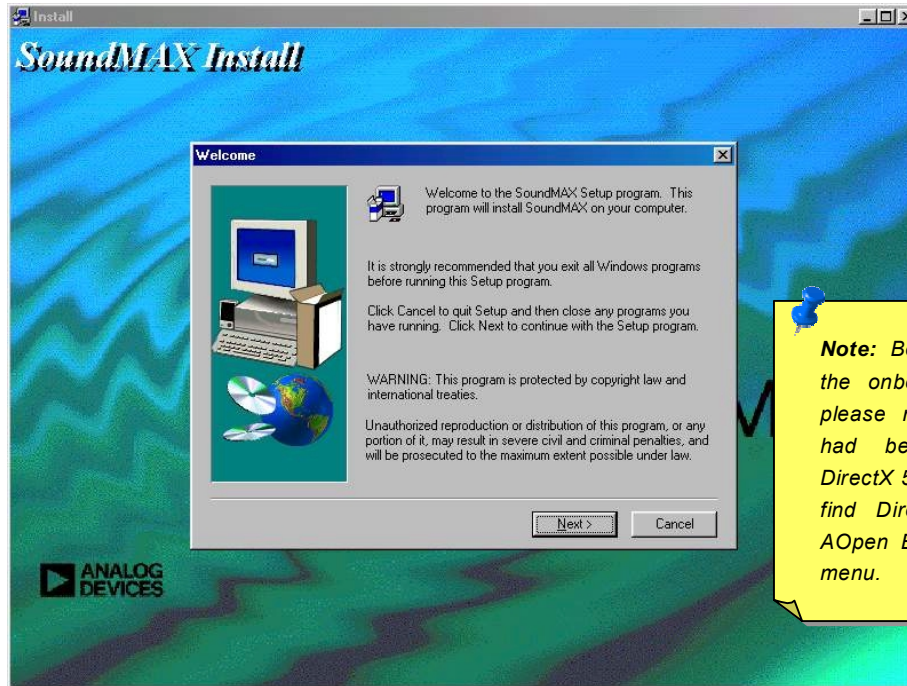 Install
SoundMAX Install
Welcome
Welcome to the SoundMAX Setup program. This
program will install SoundMAX on your computer.
It is strongly recommended that you exit all Windows programs
before running this Setup program.
Click Cancel to quit Setup and then close any programs you
have running. Click Next to continue with the Setup program.
WARNING: This program is protected by copyright law and
international treaties.
Unauthorized reproduction or distribution of this program, or any
portion of it, may result in severe civil and criminal penalties, and
will be prosecuted to the maximum extent possible under law.
Next >
Cancel
ANALOG
DEVICES
Note:
the
please
had
DirectX
find
AOpen
menu.